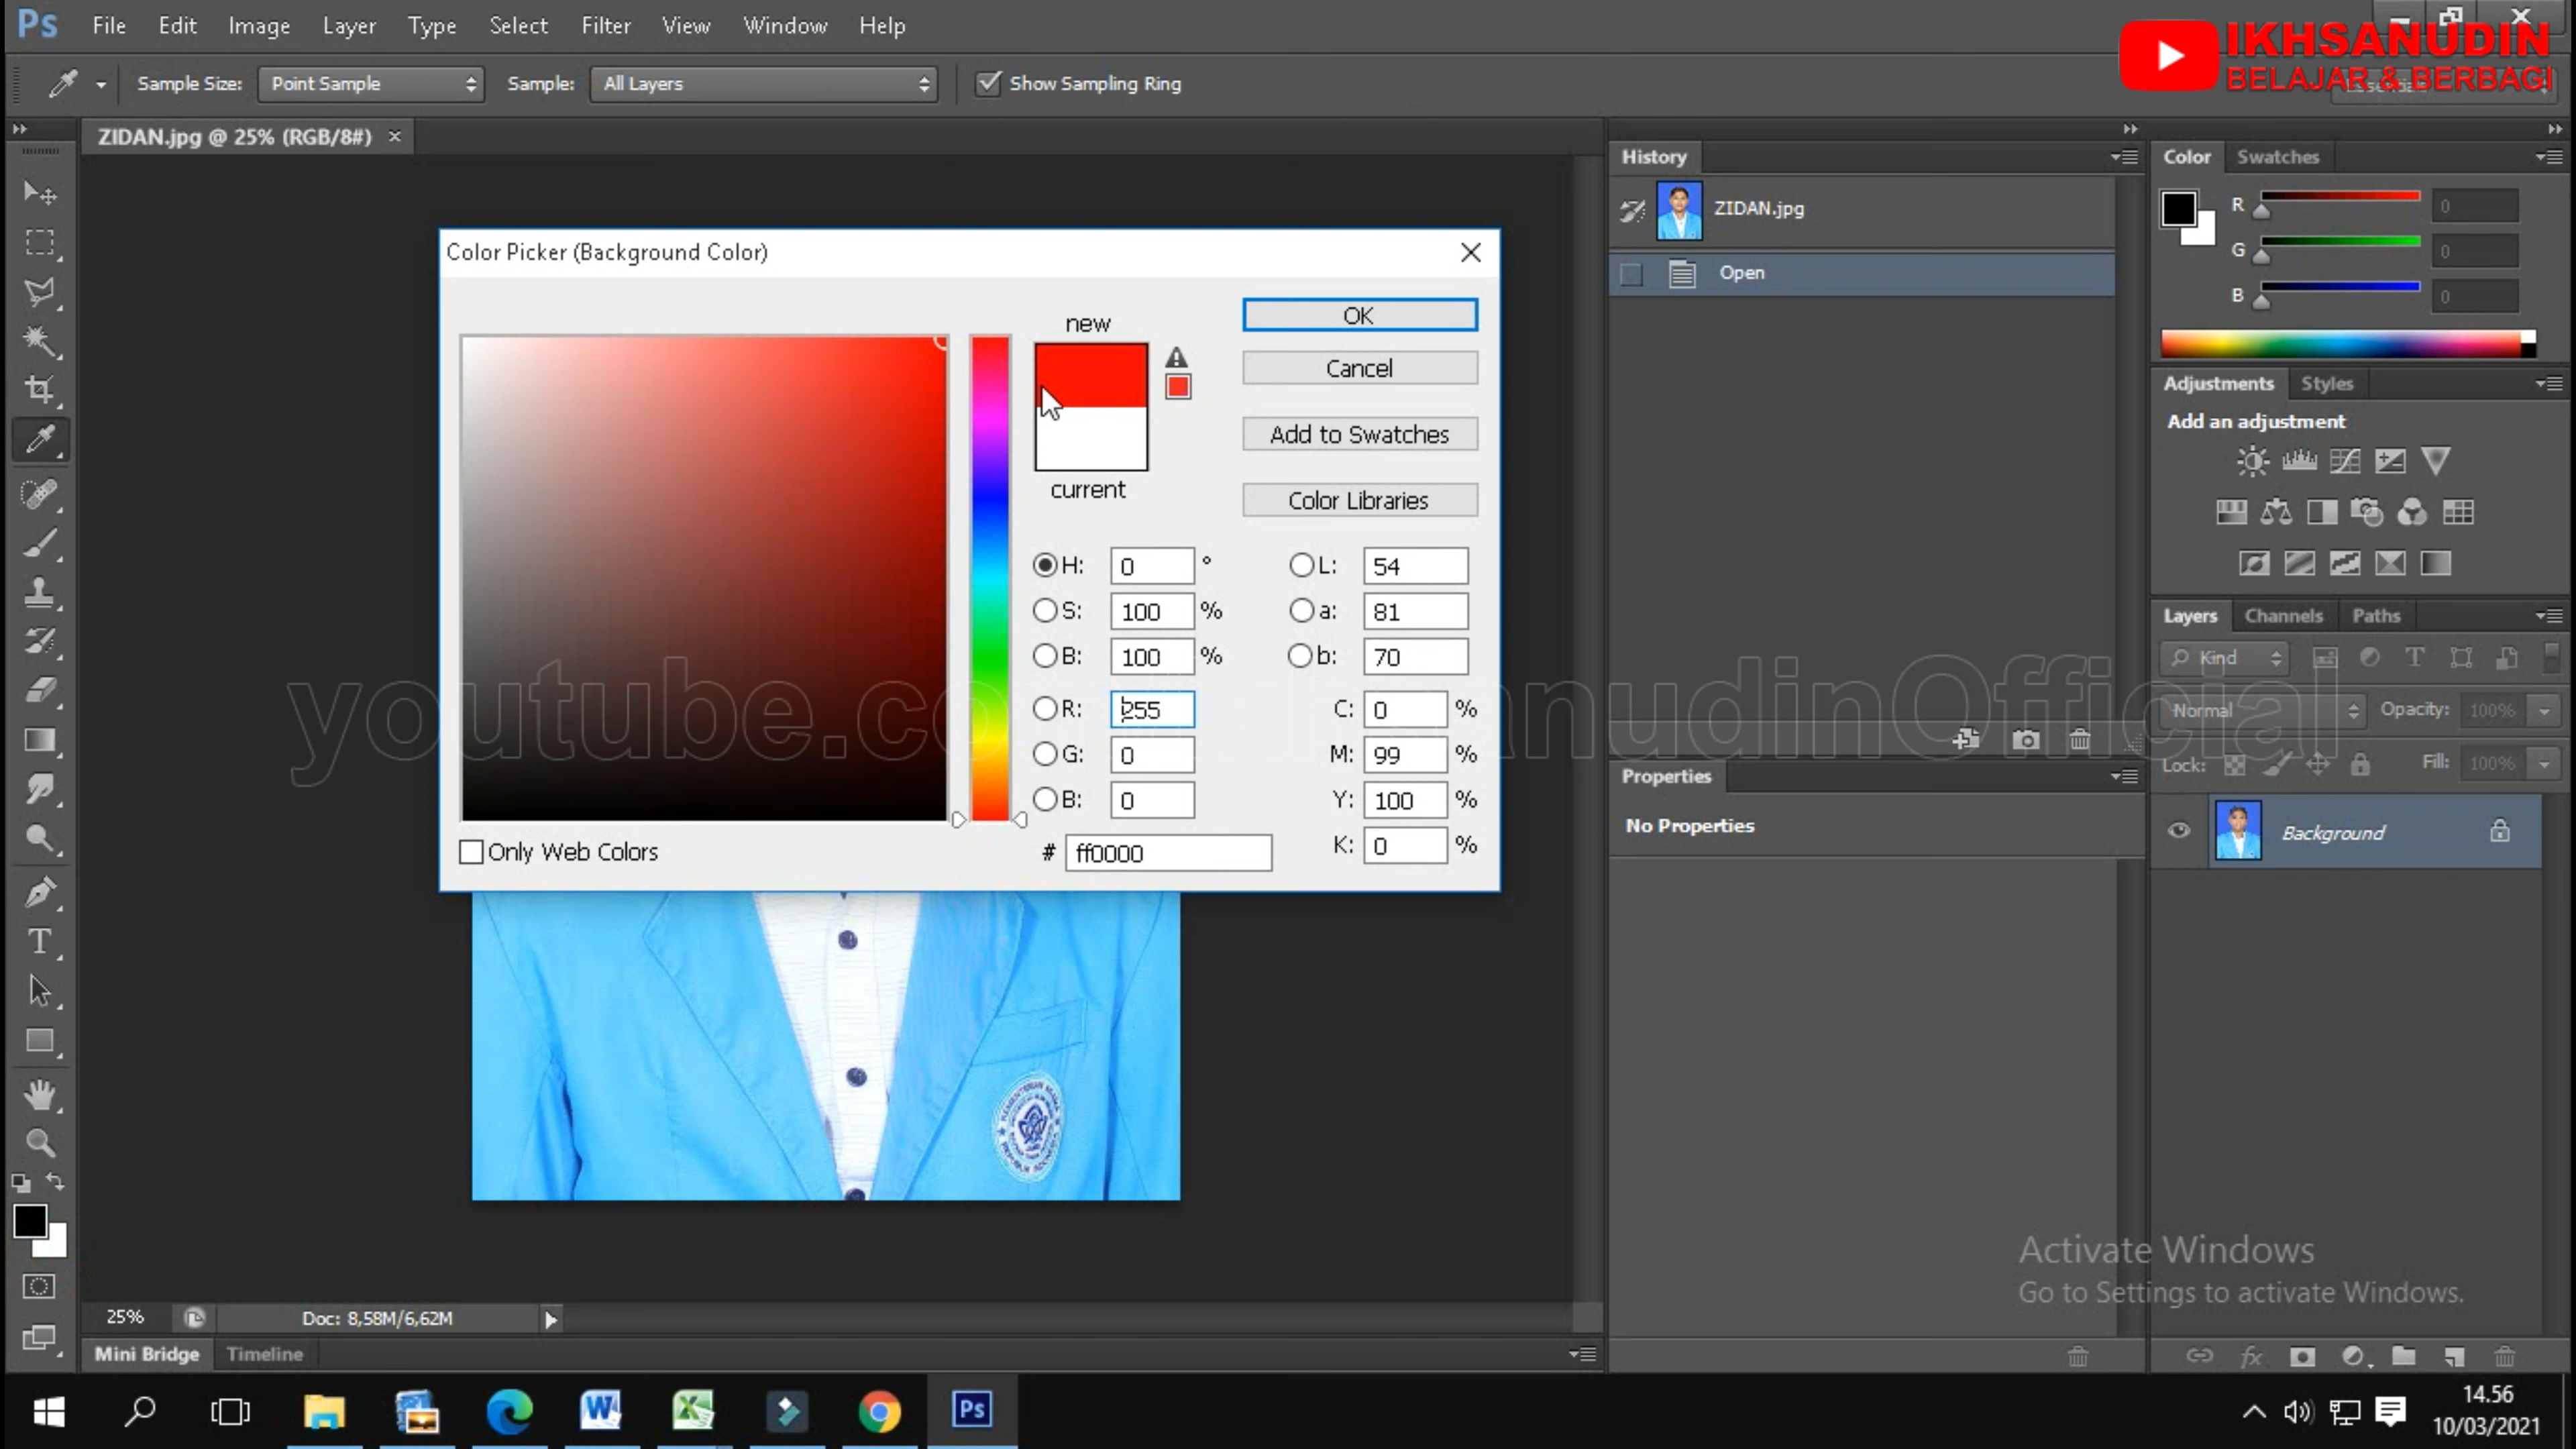 Ps File Edit Image Layer Type Select Filter View Window Help
IKHSANUDIN
BELAJAR & BERBAGI
Sample Size: Point Sample Sample: All Layers Show Sampling Ring
ZIDAN.jpg @ 25% (RGB/8#)
History
ZIDAN.jpg
Open
Color Swatches
R 0
G 0
B 0
Adjustments Styles
Add an adjustment
Color Picker (Background Color)
new
current
OK
Cancel
Add to Swatches
Color Libraries
H: 0 °
S: 100 %
B: 100 %
R: 255
G: 0
B: 0
# ff0000
L: 54
a: 81
b: 70
C: 0 %
M: 99 %
Y: 100 %
K: 0 %
Only Web Colors
Layers Channels Paths
Kind
Normal Opacity: 100%
Lock: Fill: 100%
Background
Properties
No Properties
youtube.co anudinOfficial
Activate Windows
Go to Settings to activate Windows.
25% Doc: 8,58M/6,62M
Mini Bridge Timeline
Ps
14.56
10/03/2021